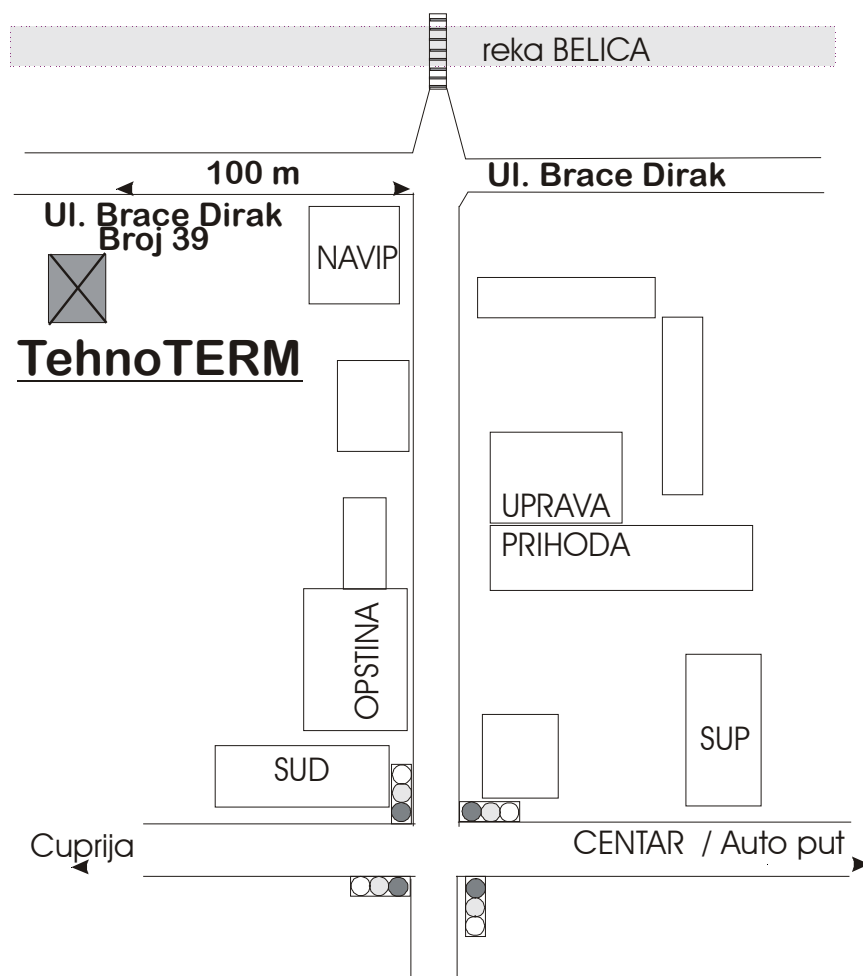 reka BELICA
100 m
Ul. Brace Dirak
Ul. Brace Dirak
Broj 39
NAVIP
TehnoTERM
UPRAVA
PRIHODA
OPSTINA
SUP
SUD
Cuprija
CENTAR / Auto put